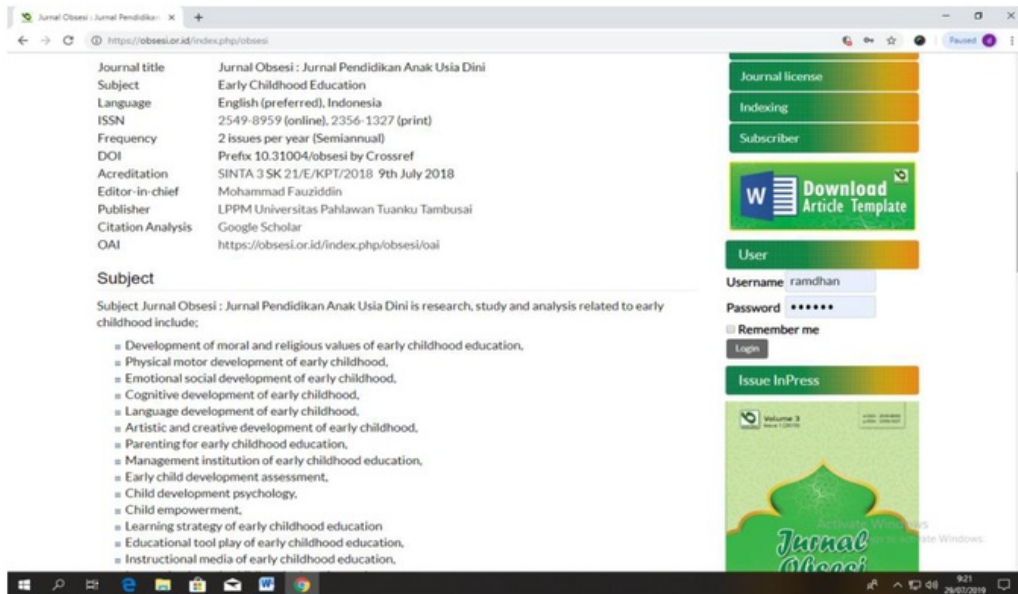 Jurnal Obsesi : Jurnal Pendidikan
https://obsesi.or.id/index.php/obsesi
Paused
d
Journal title Jurnal Obsesi : Jurnal Pendidikan Anak Usia Dini
Subject Early Childhood Education
Language English (preferred), Indonesia
ISSN 2549-8959 (online), 2356-1327 (print)
Frequency 2 issues per year (Semiannual)
DOI Prefix 10.31004/obsesi by Crossref
Acreditation SINTA 3 SK 21/E/KPT/2018 9th July 2018
Editor-in-chief Mohammad Fauziddin
Publisher LPPM Universitas Pahlawan Tuanku Tambusai
Citation Analysis Google Scholar
OAI https://obsesi.or.id/index.php/obsesi/oai
Subject
Subject Jurnal Obsesi : Jurnal Pendidikan Anak Usia Dini is research, study and analysis related to early
childhood include;
Development of moral and religious values of early childhood education,
Physical motor development of early childhood,
Emotional social development of early childhood,
Cognitive development of early childhood,
Language development of early childhood,
Artistic and creative development of early childhood,
Parenting for early childhood education,
Management institution of early childhood education,
Early child development assessment,
Child development psychology,
Child empowerment,
Learning strategy of early childhood education
Educational tool play of early childhood education,
Instructional media of early childhood education,
Journal license
Indexing
Subscriber
W
Download
Article Template
User
Username ramdhan
Password ••••••
Remember me
Login
Issue InPress
Volume 3
Issue 1 (2019)
Jurnal
Obsesi
Activate Windows
to activate Windows.
9:21
29/07/2019